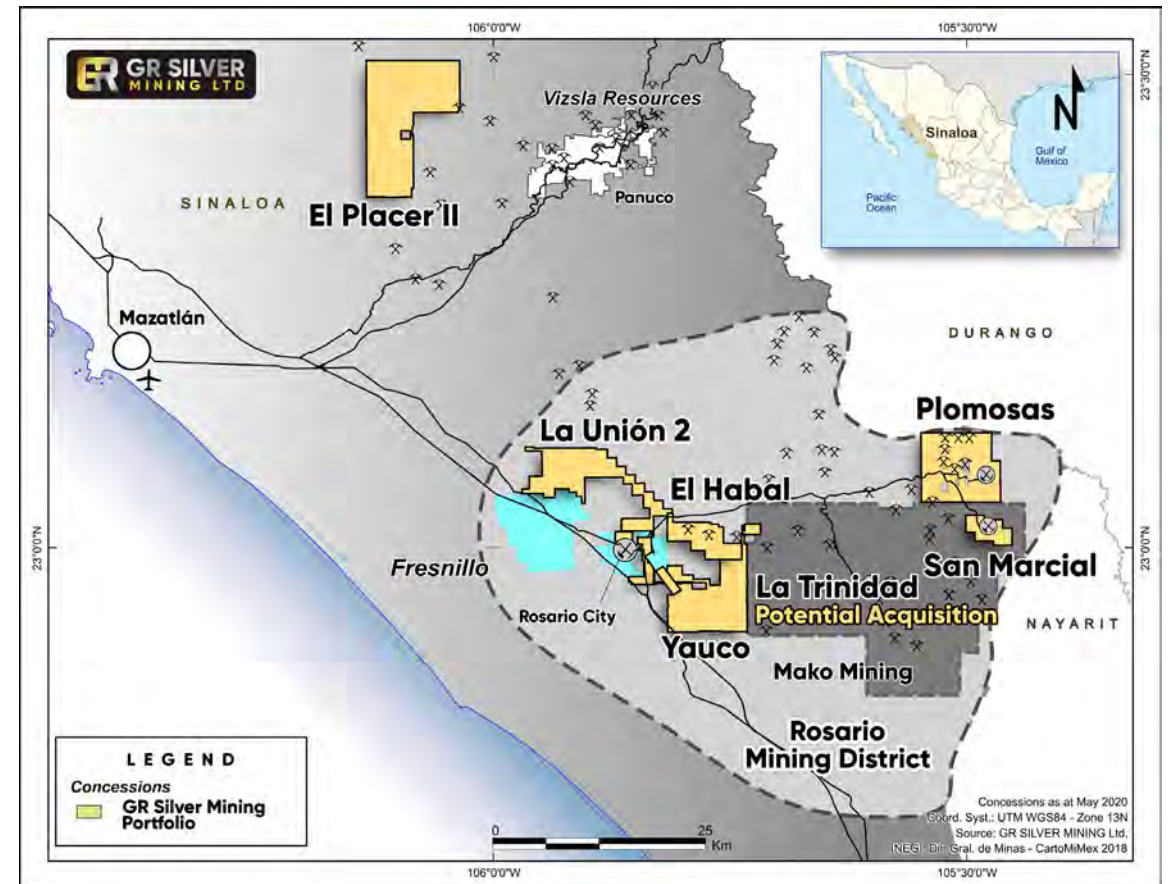 106°0'0"W
105°30'0"W
GR SILVER
MINING LTD
23°30'0"N
Vizsla Resources
N
Sinaloa
Gulf of
Mexico
Pacific
Ocean
SINALOA
Panuco
El Placer II
Mazatlán
DURANGO
Plomosas
La Unión 2
El Habal
23°0'0"N
23°0'0"N
Fresnillo
San Marcial
La Trinidad
Potential Acquisition
Rosario City
NAYARIT
Yauco
Mako Mining
Rosario
Mining District
LEGEND
Concessions
GR Silver Mining
Portfolio
0
25
Km
Concessions as at May 2020
Coord. Syst.: UTM WGS84 - Zone 13N
Source: GR SILVER MINING Ltd,
INEGI, Dir. Gral. de Minas - CartoMiMex 2018
106°0'0"W
105°30'0"W